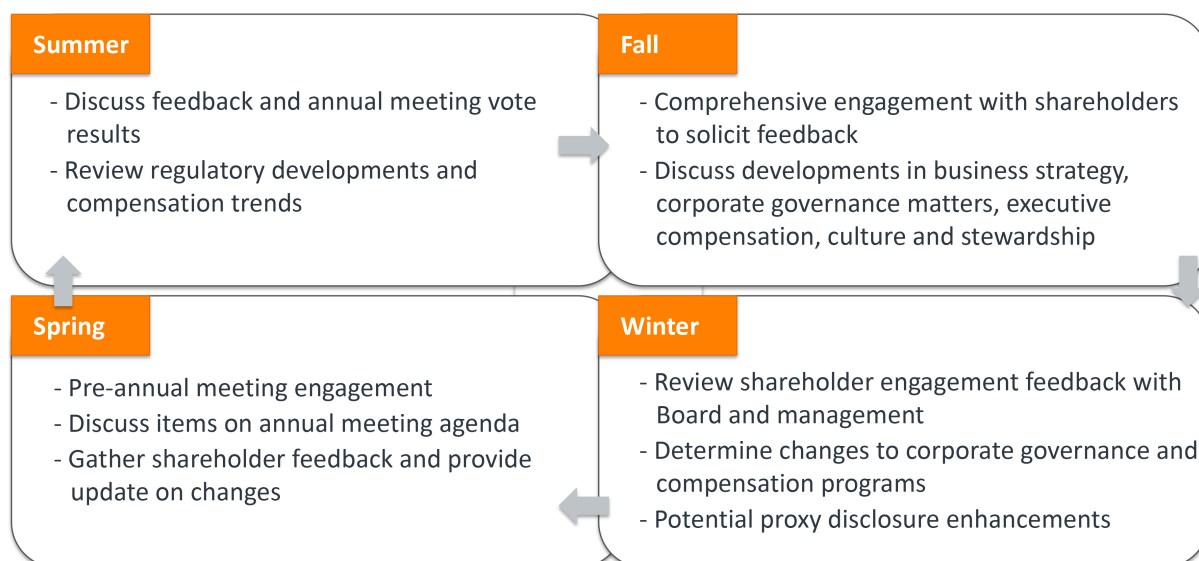 Summer
- Discuss feedback and annual meeting vote
results
- Review regulatory developments and
compensation trends
Fall
- Comprehensive engagement with shareholders
to solicit feedback
- Discuss developments in business strategy,
corporate governance matters, executive
compensation, culture and stewardship
Spring
- Pre-annual meeting engagement
- Discuss items on annual meeting agenda
- Gather shareholder feedback and provide
update on changes
Winter
- Review shareholder engagement feedback with
Board and management
- Determine changes to corporate governance and
compensation programs
- Potential proxy disclosure enhancements